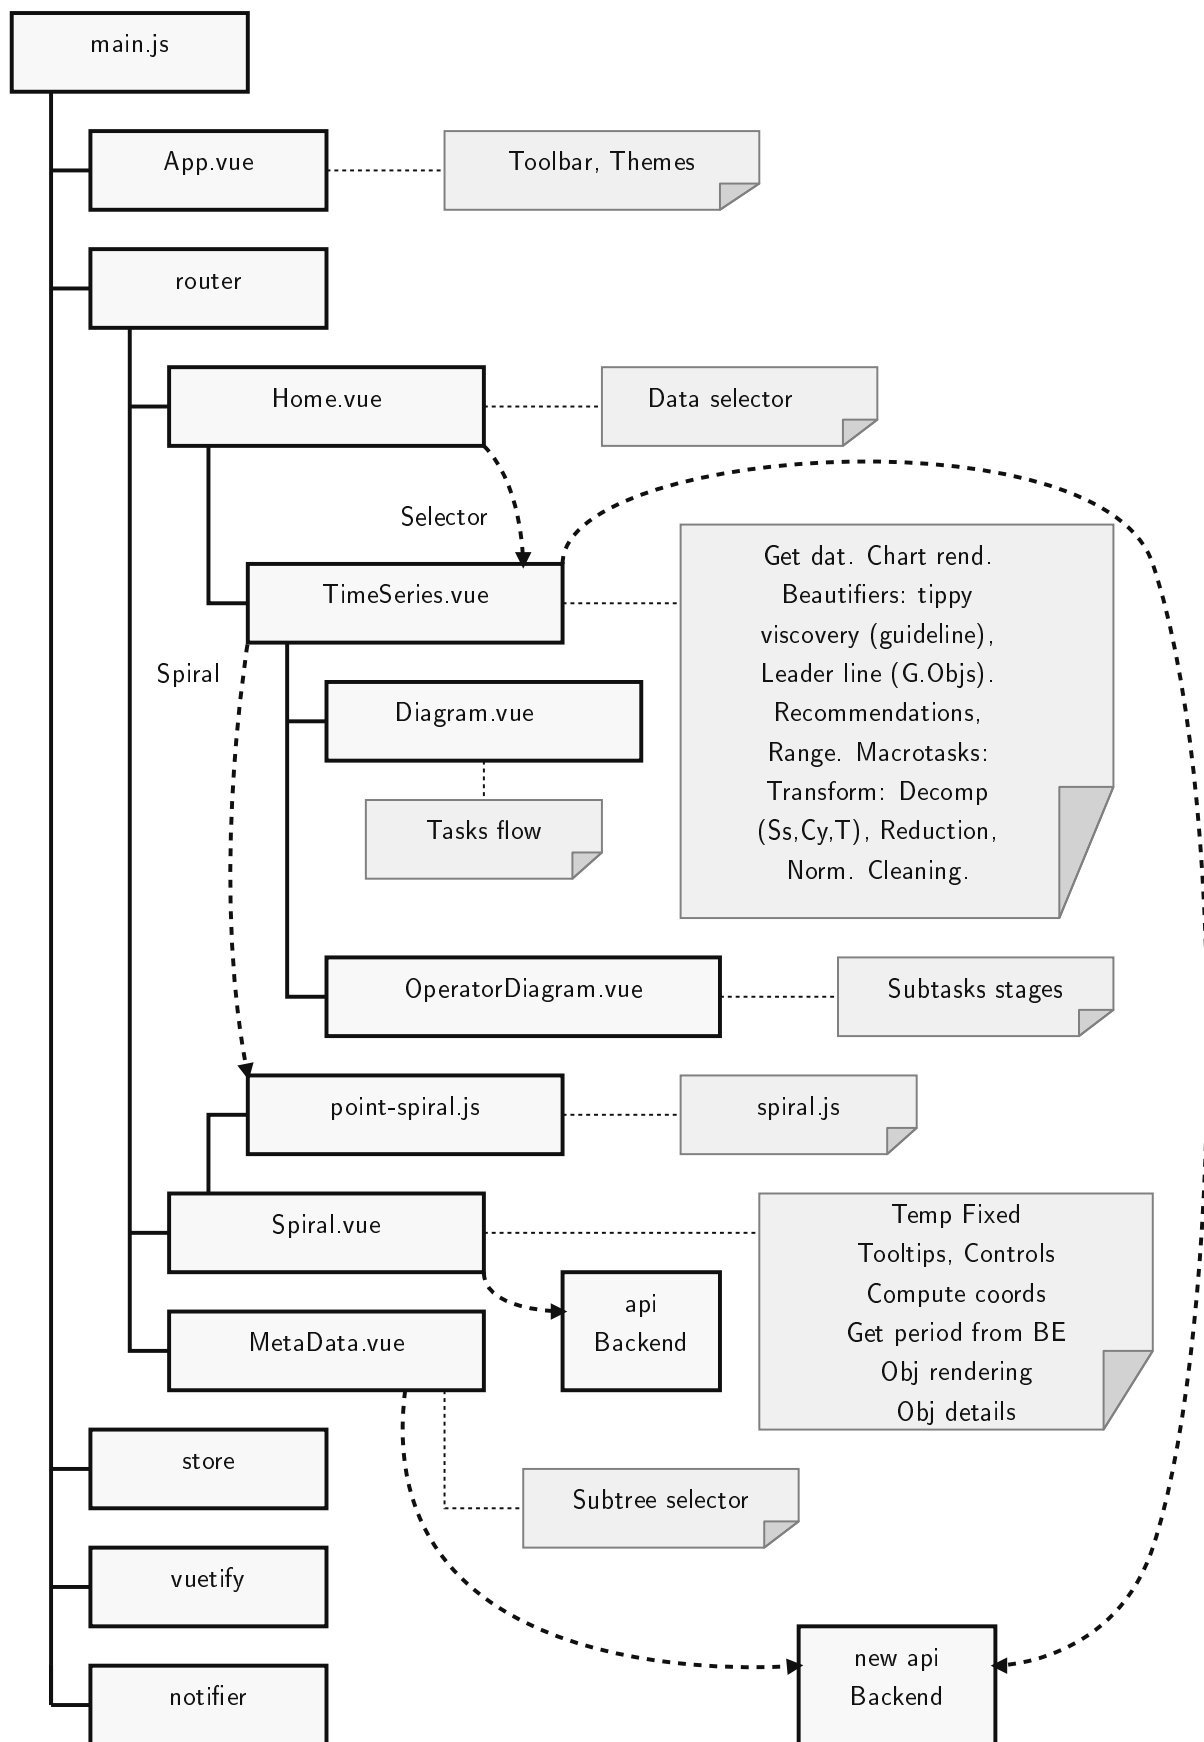 main.js
App.vue
Toolbar, Themes
router
Home.vue
Data selector
Selector
TimeSeries.vue
Get dat. Chart rend.
Beautifiers: tippy
viscovery (guideline),
Leader line (G.Objs).
Recommendations,
Range. Macrotasks:
Transform: Decomp
(Ss,Cy,T), Reduction,
Norm. Cleaning.
Spiral
Diagram.vue
Tasks flow
OperatorDiagram.vue
Subtasks stages
point-spiral.js
spiral.js
Spiral.vue
Temp Fixed
Tooltips, Controls
Compute coords
Get period from BE
Obj rendering
Obj details
api
Backend
MetaData.vue
store
Subtree selector
vuetify
new api
Backend
notifier